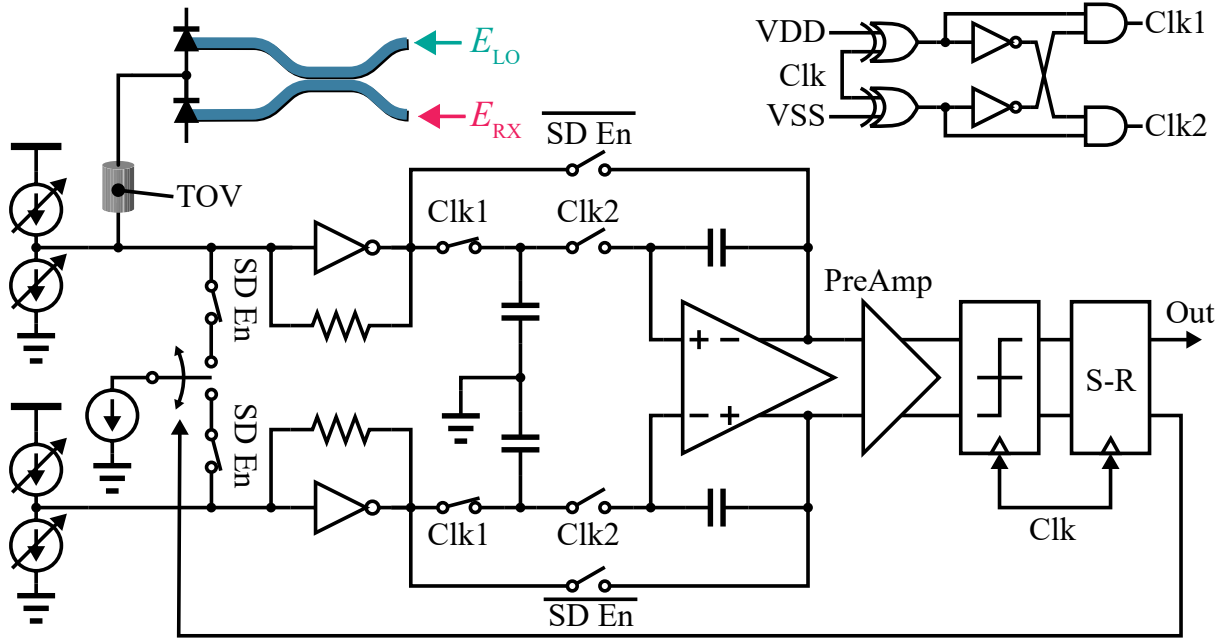 E_LO
VDD
Clk1
Clk
E_RX
VSS
Clk2
SD En
TOV
Clk1
Clk2
SD En
PreAmp
Out
S-R
SD En
+ −
− +
Clk1
Clk2
Clk
SD En